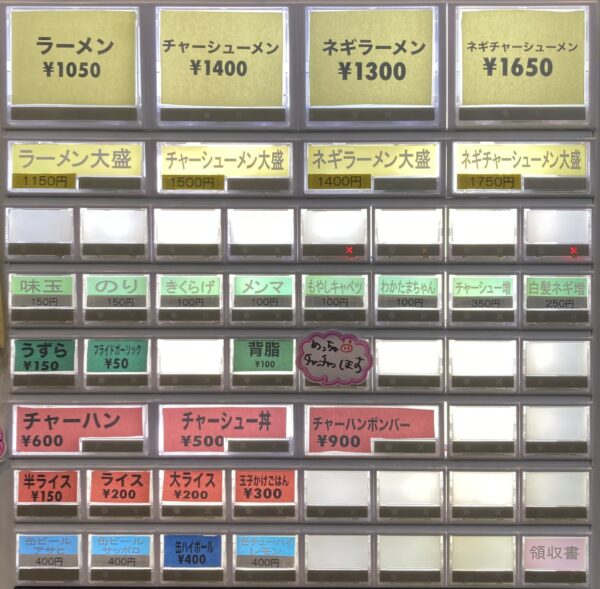 ラーメン
¥1050
チャーシューメン
¥1400
ネギラーメン
¥1300
ネギチャーシューメン
¥1650
ラーメン大盛
1150円
チャーシューメン大盛
1500円
ネギラーメン大盛
1400円
ネギチャーシューメン大盛
1750円
味玉
150円
のり
150円
きくらげ
100円
メンマ
100円
もやしキャベツ
100円
わかたまちゃん
100円
チャーシュー増
350円
白髪ネギ増
250円
うずら
¥150
フライドガーリック
¥50
背脂
¥100
めっちゃ
チャッチャッします
チャーハン
¥600
チャーシュー丼
¥500
チャーハンボンバー
¥900
半ライス
¥150
ライス
¥200
大ライス
¥200
玉子かけごはん
¥300
缶ビール
アサヒ
400円
缶ビール
サッポロ
400円
缶ハイボール
¥400
缶チューハイ
レモン
400円
領収書